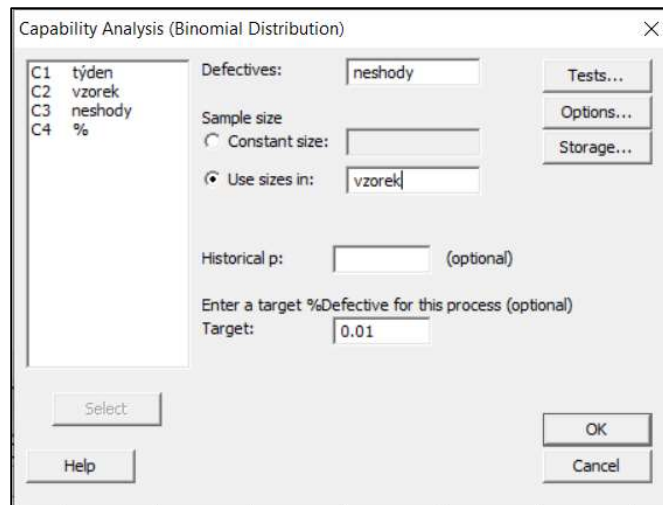 Capability Analysis (Binomial Distribution)
C1 týden
C2 vzorek
C3 neshody
C4 %
Defectives: neshody
Sample size
Constant size:
Use sizes in: vzorek
Historical p: (optional)
Enter a target %Defective for this process (optional)
Target: 0.01
Tests...
Options...
Storage...
Select
Help
OK
Cancel